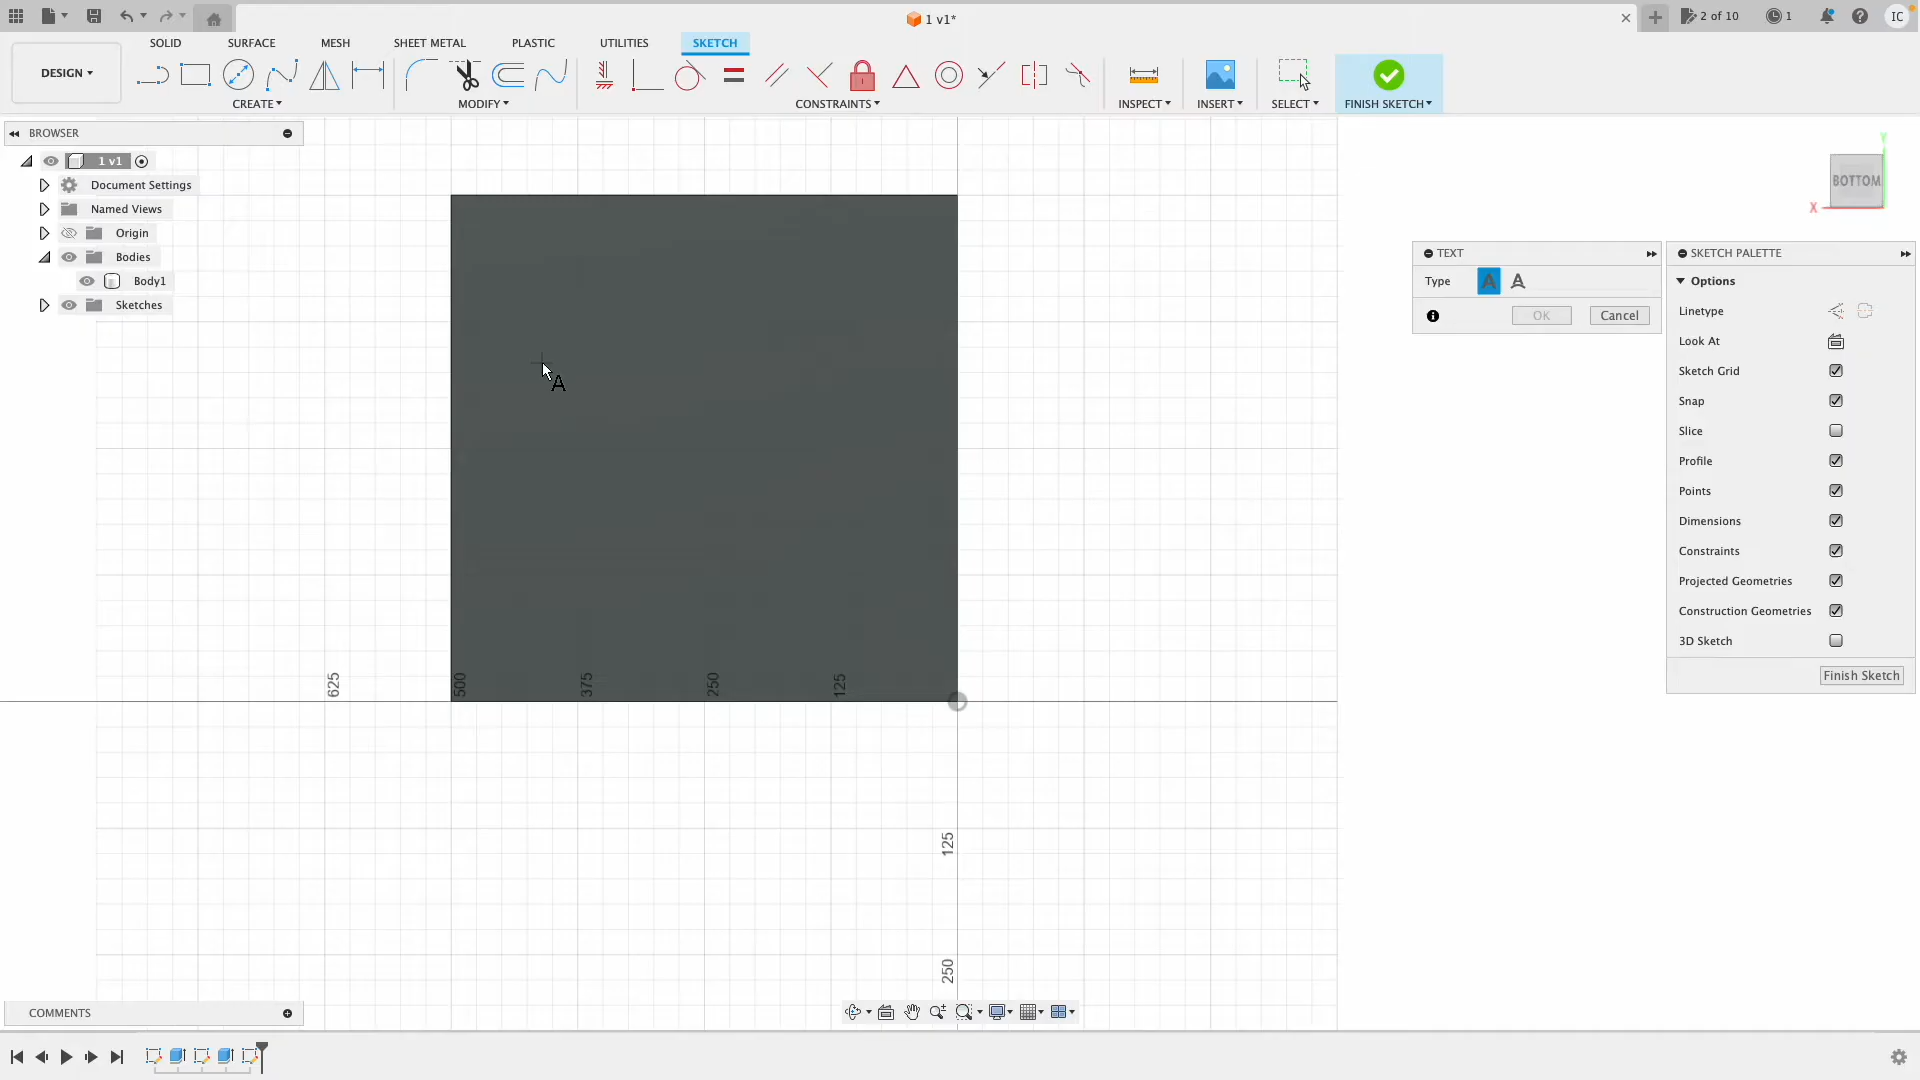 1 v1*
2 of 10
1
IC
DESIGN
SOLID
SURFACE
MESH
SHEET METAL
PLASTIC
UTILITIES
SKETCH
CREATE
MODIFY
CONSTRAINTS
INSPECT
INSERT
SELECT
FINISH SKETCH
BROWSER
1 v1
Document Settings
Named Views
Origin
Bodies
Body1
Sketches
BOTTOM
Y
X
A
TEXT
Type
A
A
OK
Cancel
SKETCH PALETTE
Options
Linetype
Look At
Sketch Grid
Snap
Slice
Profile
Points
Dimensions
Constraints
Projected Geometries
Construction Geometries
3D Sketch
Finish Sketch
625
500
375
250
125
125
250
COMMENTS